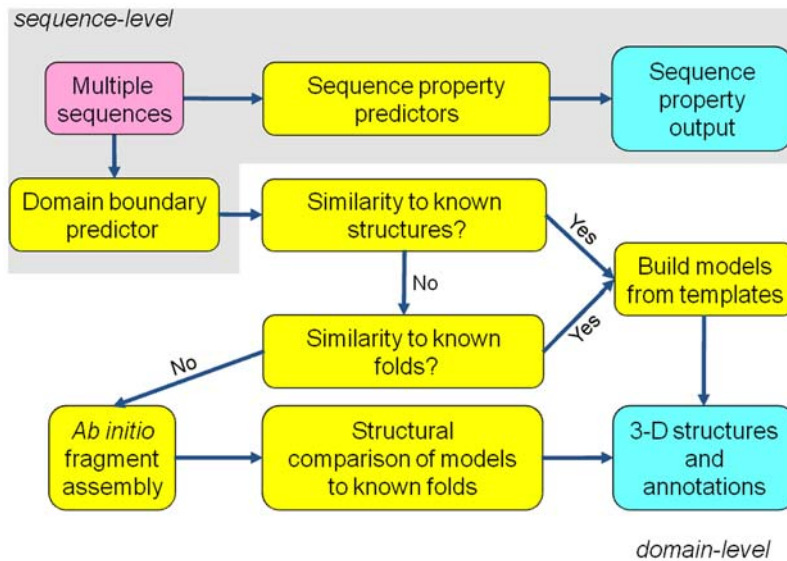 sequence-level
Multiple
sequences
Sequence property
predictors
Sequence
property
output
Domain boundary
predictor
Similarity to known
structures?
Yes
Build models
from templates
No
Similarity to known
folds?
Yes
No
Ab initio
fragment
assembly
Structural
comparison of models
to known folds
3-D structures
and
annotations
domain-level